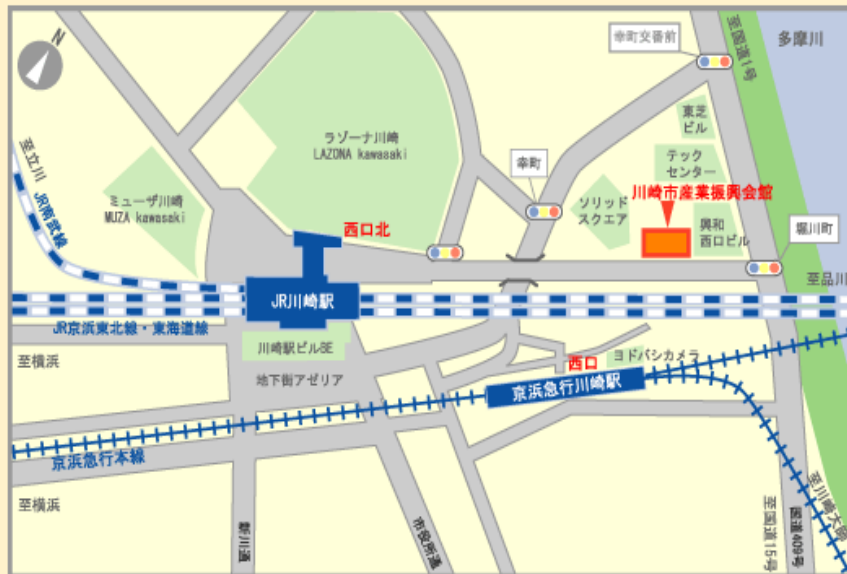 N
幸町交番前
至国道1号
多摩川
東芝
ビル
ラゾーナ川崎
LAZONA kawasaki
至立川
JR南武線
幸町
テック
センター
川崎市産業振興会館
ミューザ川崎
MUZA kawasaki
ソリッド
スクエア
興和
西口ビル
西口北
堀川町
至品川
JR川崎駅
JR京浜東北線・東海道線
川崎駅ビルBE
至横浜
西口
ヨドバシカメラ
地下街アゼリア
京浜急行川崎駅
京浜急行本線
至川崎大師
至横浜
新川通
市役所通
至国道15号
国道409号